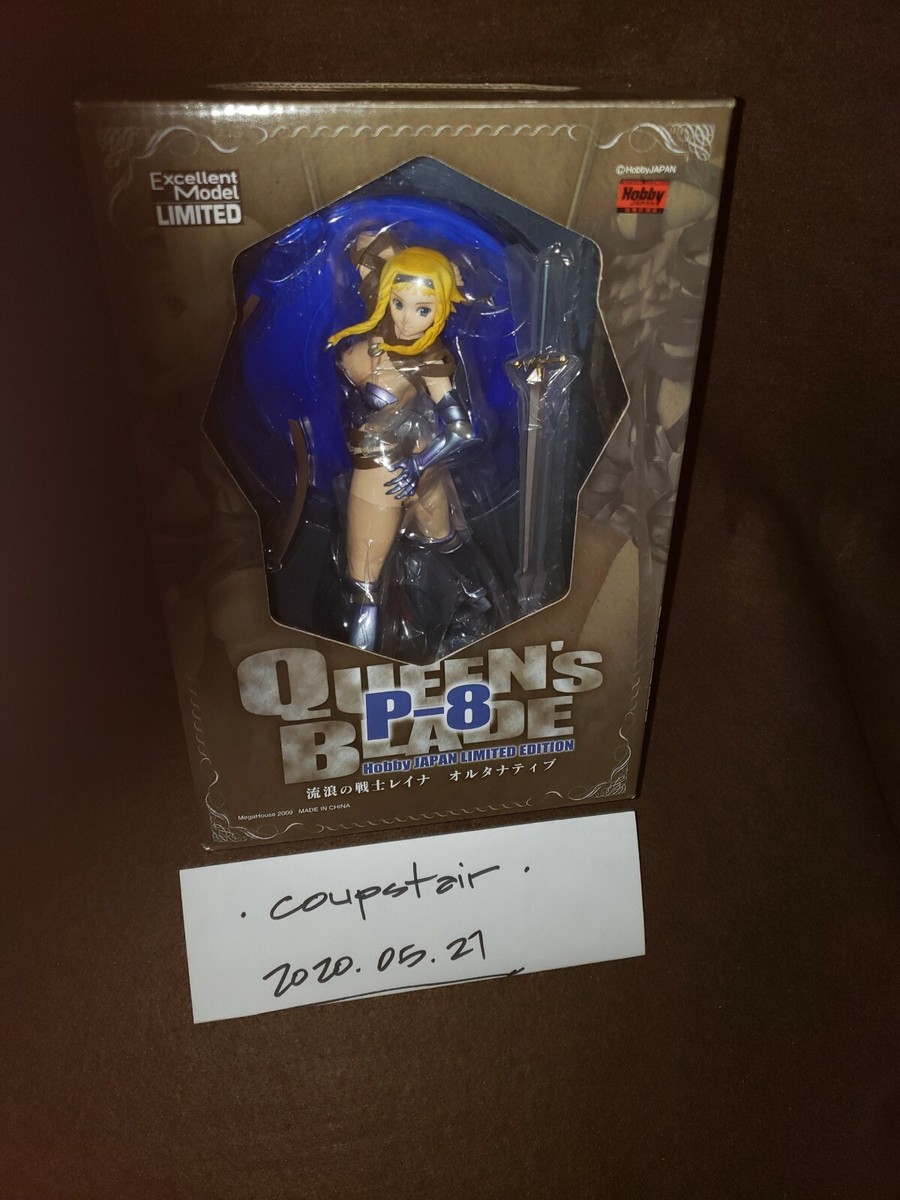 Excellent
Model
LIMITED
©HobbyJAPAN
Hobby
JAPAN
QUEEN'S
BLADE
P-8
Hobby JAPAN LIMITED EDITION
流浪の戦士レイナ オルタナティブ
MegaHouse 2009 MADE IN CHINA
. coupstair .
2020.05.27